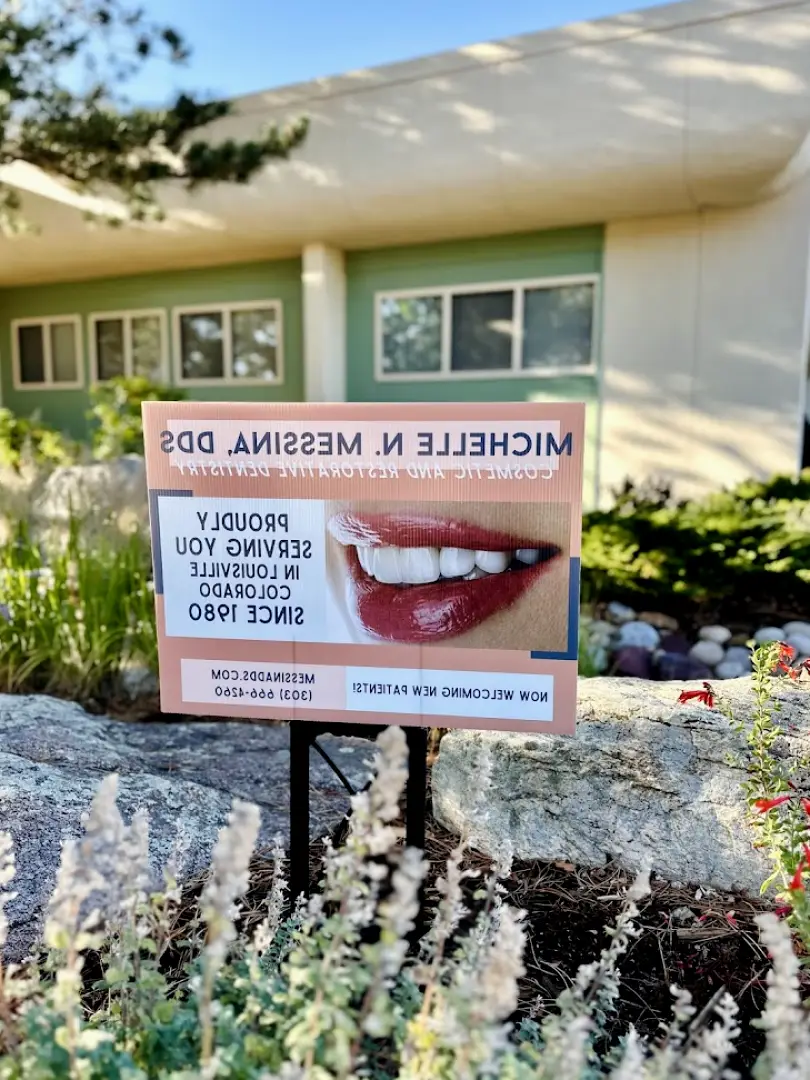 MICHELLE N. MESSINA, DDS
COSMETIC AND RESTORATIVE DENTISTRY
PROUDLY
SERVING YOU
IN LOUISVILLE
COLORADO
SINCE 1980
NOW WELCOMING NEW PATIENTS!
MESSINADDS.COM
(303) 666-4260